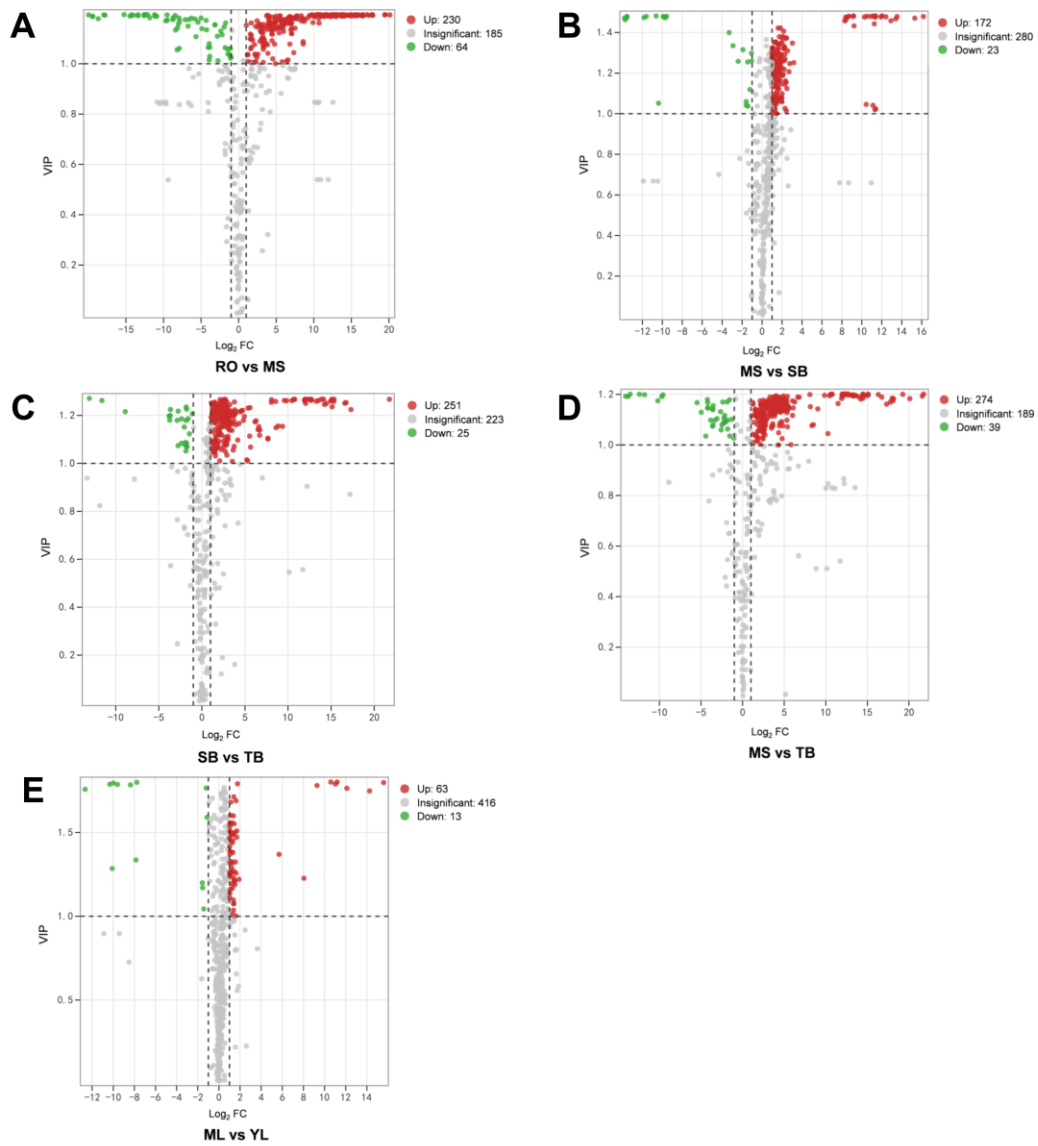 A
Up: 230
Insignificant: 185
Down: 64
VIP
1.0
0.8
0.6
0.4
0.2
−15 −10 −5 0 5 10 15 20
Log2 FC
RO vs MS
B
Up: 172
Insignificant: 280
Down: 23
VIP
1.4
1.2
1.0
0.8
0.6
0.4
0.2
−12 −10 −8 −6 −4 −2 0 2 4 6 8 10 12 14 16
Log2 FC
MS vs SB
C
Up: 251
Insignificant: 223
Down: 25
VIP
1.2
1.0
0.8
0.6
0.4
0.2
−10 −5 0 5 10 15 20
Log2 FC
SB vs TB
D
Up: 274
Insignificant: 189
Down: 39
VIP
1.2
1.0
0.8
0.6
0.4
0.2
−10 −5 0 5 10 15 20
Log2 FC
MS vs TB
E
Up: 63
Insignificant: 416
Down: 13
VIP
1.5
1.0
0.5
−12 −10 −8 −6 −4 −2 0 2 4 6 8 10 12 14
Log2 FC
ML vs YL